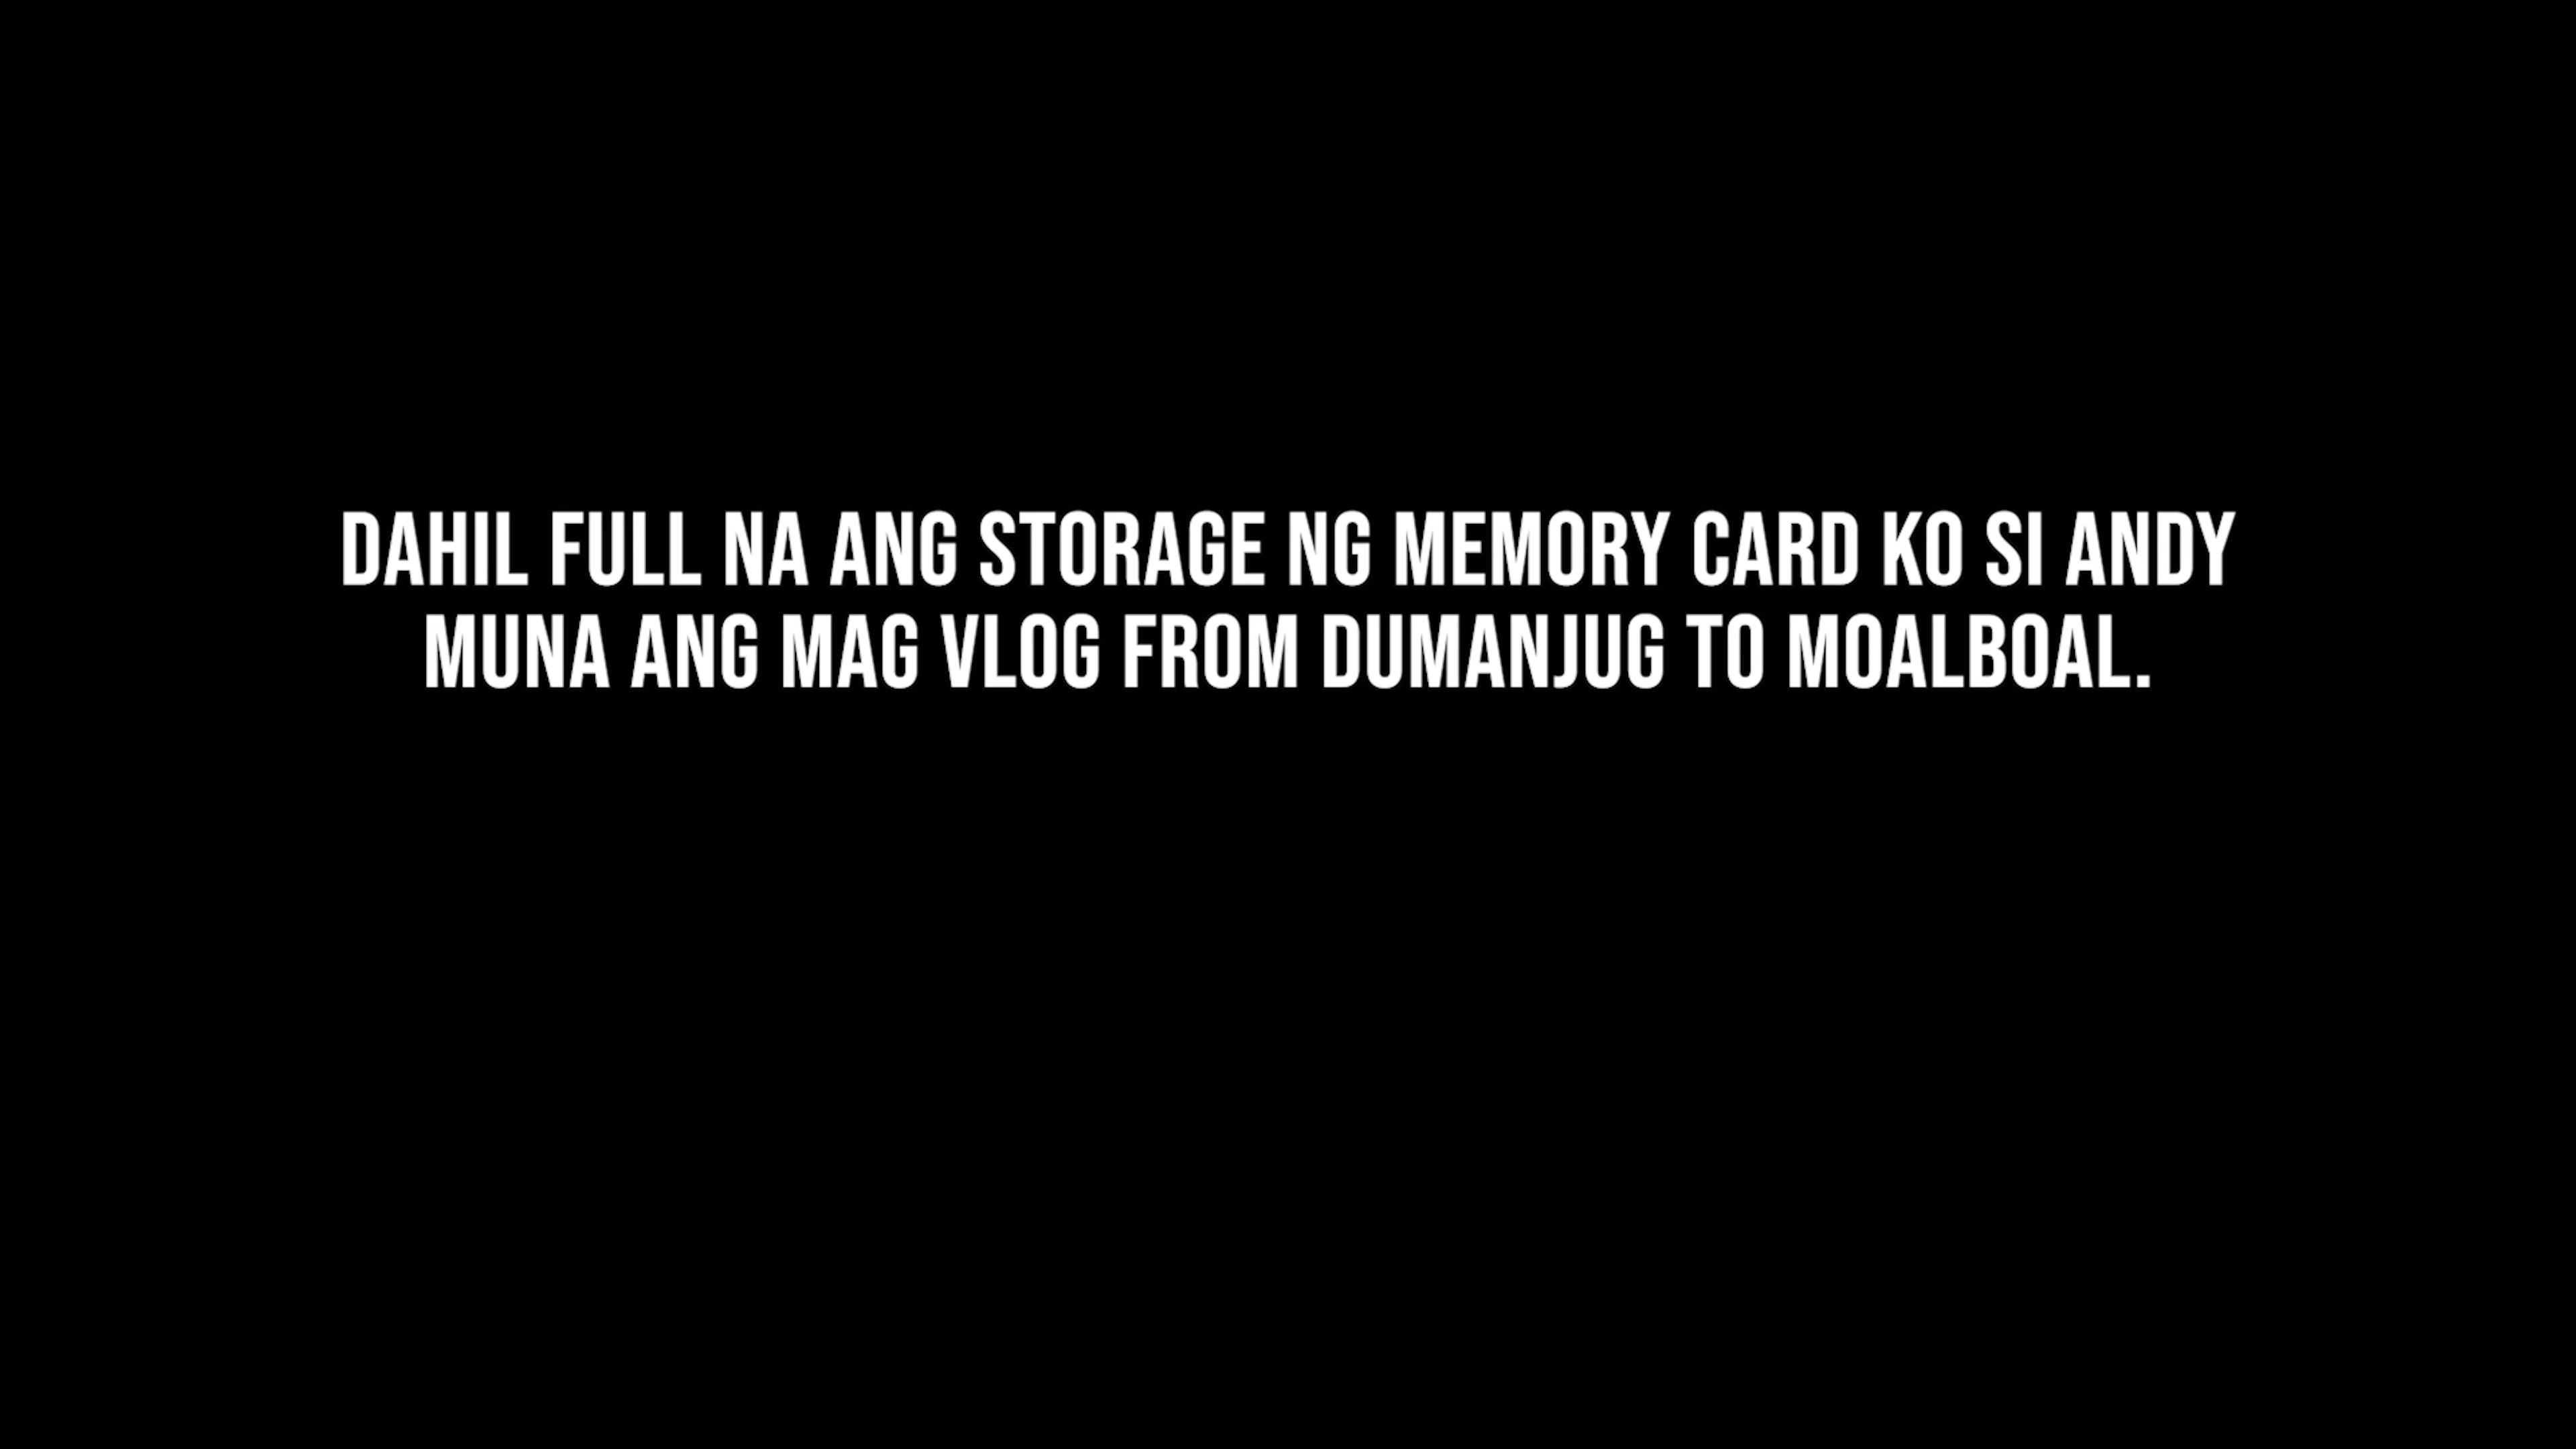 DAHIL FULL NA ANG STORAGE NG MEMORY CARD KO SI ANDY
MUNA ANG MAG VLOG FROM DUMANJUG TO MOALBOAL.